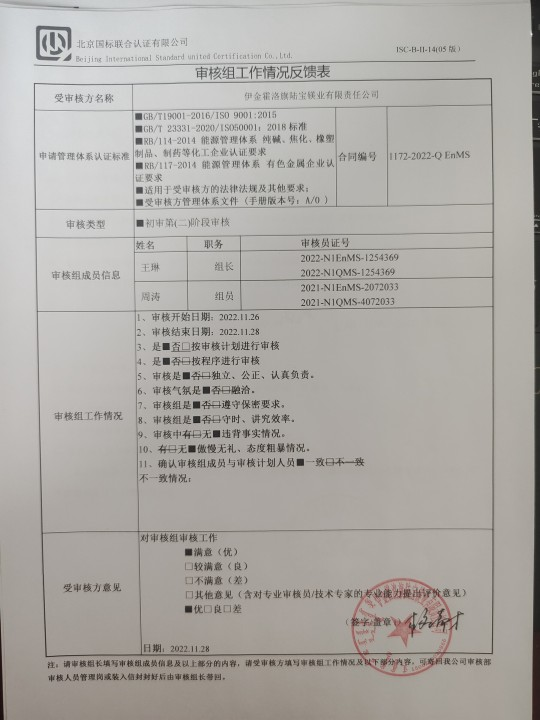 北京国标联合认证有限公司
Beijing International Standard united Certification Co.,Ltd.
ISC-B-II-14(05 版)
审核组工作情况反馈表
受审核方名称
伊金霍洛旗陆宝镁业有限责任公司
申请管理体系认证标准
■GB/T19001-2016/ISO 9001:2015
■GB/T 23331-2020/ISO50001：2018 标准
■RB/114-2014 能源管理体系 纯碱、焦化、橡塑
制品、制药等化工企业认证要求
■RB/117-2014 能源管理体系 有色金属企业认
证要求
■适用于受审核方的法律法规及其他要求；
■受审核方管理体系文件 (手册版本号：A/0 )
合同编号
1172-2022-Q EnMS
审核类型
■初审第(二)阶段审核
审核组成员信息
姓名 职务 审核员证号
王琳 组长 2022-N1EnMS-1254369
2022-N1QMS-1254369
周涛 组员 2021-N1EnMS-2072033
2021-N1QMS-4072033
审核组工作情况
1、审核开始日期：2022.11.26
2、审核结束日期：2022.11.28
3、是■否□按审核计划进行审核
4、是■否□按程序进行审核
5、审核是■否□独立、公正、认真负责。
6、审核气氛是■否□融洽。
7、审核组是■否□遵守保密要求。
8、审核组是■否□守时、讲究效率。
9、审核中有□无■违背事实情况。
10、有□无■傲慢无礼、态度粗暴情况。
11、确认审核组成员与审核计划人员■一致□不一致
不一致情况：
受审核方意见
对审核组审核工作
■满意（优）
□较满意（良）
□不满意（差）
□其他意见（含对专业审核员/技术专家的专业能力提出评价意见）
■优□良□差
（签字/盖章）
日期：2022.11.28
注：请审核组长填写审核组成员信息及以上部分的内容，请受审核方填写审核组工作情况及以下部分内容，可寄回我公司审核部
审核人员管理岗或装入信封封好后由审核组长带回。